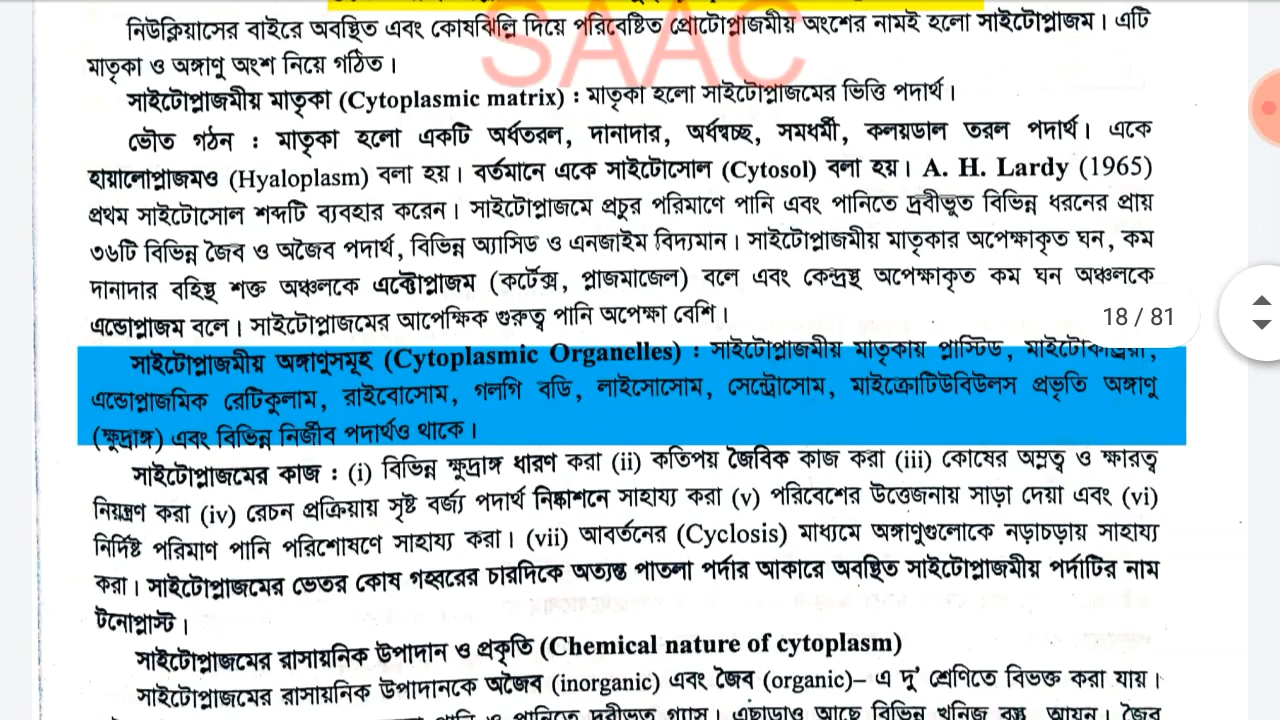 SAAC
নিউক্লিয়াসের বাইরে অবস্থিত এবং কোষঝিল্লি দিয়ে পরিবেষ্টিত প্রোটোপ্লাজমীয় অংশের নামই হলো সাইটোপ্লাজম। এটি
মাতৃকা ও অঙ্গাণু অংশ নিয়ে গঠিত।
সাইটোপ্লাজমীয় মাতৃকা (Cytoplasmic matrix) : মাতৃকা হলো সাইটোপ্লাজমের ভিত্তি পদার্থ।
ভৌত গঠন : মাতৃকা হলো একটি অর্ধতরল, দানাদার, অর্ধস্বচ্ছ, সমধর্মী, কলয়ডাল তরল পদার্থ। একে
হায়ালোপ্লাজমও (Hyaloplasm) বলা হয়। বর্তমানে একে সাইটোসোল (Cytosol) বলা হয়। A. H. Lardy (1965)
প্রথম সাইটোসোল শব্দটি ব্যবহার করেন। সাইটোপ্লাজমে প্রচুর পরিমাণে পানি এবং পানিতে দ্রবীভূত বিভিন্ন ধরনের প্রায়
৩৬টি বিভিন্ন জৈব ও অজৈব পদার্থ, বিভিন্ন অ্যাসিড ও এনজাইম বিদ্যমান। সাইটোপ্লাজমীয় মাতৃকার অপেক্ষাকৃত ঘন, কম
দানাদার বহিস্থ শক্ত অঞ্চলকে এক্টোপ্লাজম (কর্টেক্স, প্লাজমাজেল) বলে এবং কেন্দ্রস্থ অপেক্ষাকৃত কম ঘন অঞ্চলকে
এন্ডোপ্লাজম বলে। সাইটোপ্লাজমের আপেক্ষিক গুরুত্ব পানি অপেক্ষা বেশি।
18 / 81
সাইটোপ্লাজমীয় অঙ্গাণুসমূহ (Cytoplasmic Organelles) : সাইটোপ্লাজমীয় মাতৃকায় প্লাস্টিড, মাইটোকন্ড্রিয়া,
এন্ডোপ্লাজমিক রেটিকুলাম, রাইবোসোম, গলগি বডি, লাইসোসোম, সেন্ট্রোসোম, মাইক্রোটিউবিউলস প্রভৃতি অঙ্গাণু
(ক্ষুদ্রাঙ্গ) এবং বিভিন্ন নির্জীব পদার্থও থাকে।
সাইটোপ্লাজমের কাজ : (i) বিভিন্ন ক্ষুদ্রাঙ্গ ধারণ করা (ii) কতিপয় জৈবিক কাজ করা (iii) কোষের অম্লত্ব ও ক্ষারত্ব
নিয়ন্ত্রণ করা (iv) রেচন প্রক্রিয়ায় সৃষ্ট বর্জ্য পদার্থ নিষ্কাশনে সাহায্য করা (v) পরিবেশের উত্তেজনায় সাড়া দেয়া এবং (vi)
নির্দিষ্ট পরিমাণ পানি পরিশোষণে সাহায্য করা। (vii) আবর্তনের (Cyclosis) মাধ্যমে অঙ্গাণুগুলোকে নড়াচড়ায় সাহায্য
করা। সাইটোপ্লাজমের ভেতর কোষ গহ্বরের চারদিকে অত্যন্ত পাতলা পর্দার আকারে অবস্থিত সাইটোপ্লাজমীয় পর্দাটির নাম
টনোপ্লাস্ট।
সাইটোপ্লাজমের রাসায়নিক উপাদান ও প্রকৃতি (Chemical nature of cytoplasm)
সাইটোপ্লাজমের রাসায়নিক উপাদানকে অজৈব (inorganic) এবং জৈব (organic)– এ দু' শ্রেণিতে বিভক্ত করা যায়।